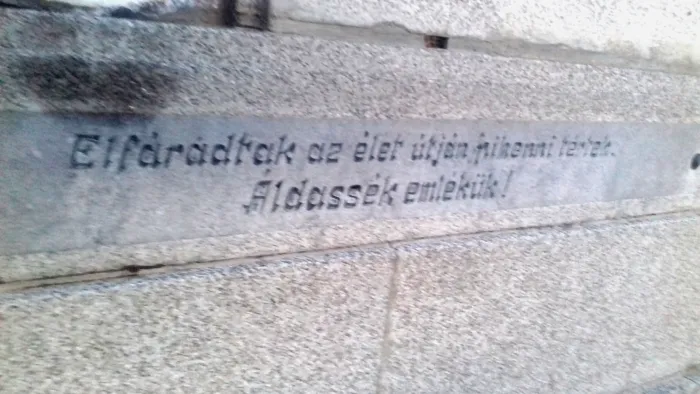 Elfáradtak az élet útján, pihenni tértek.
Áldassék emlékük!